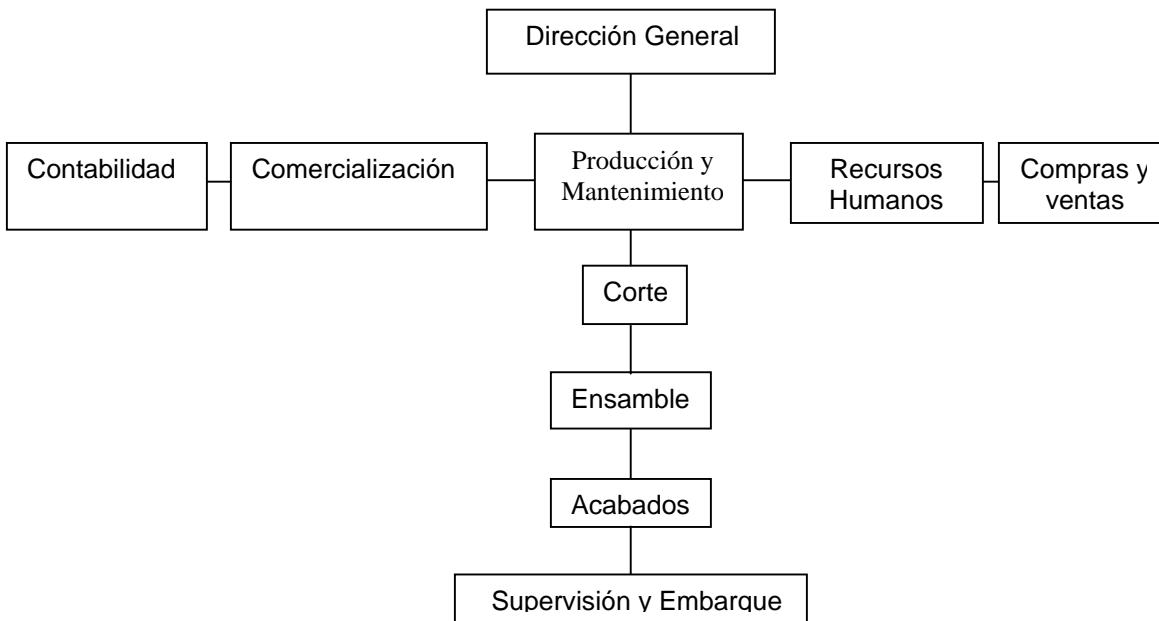 Dirección General
Contabilidad
Comercialización
Producción y
Mantenimiento
Recursos
Humanos
Compras y
ventas
Corte
Ensamble
Acabados
Supervisión y Embarque